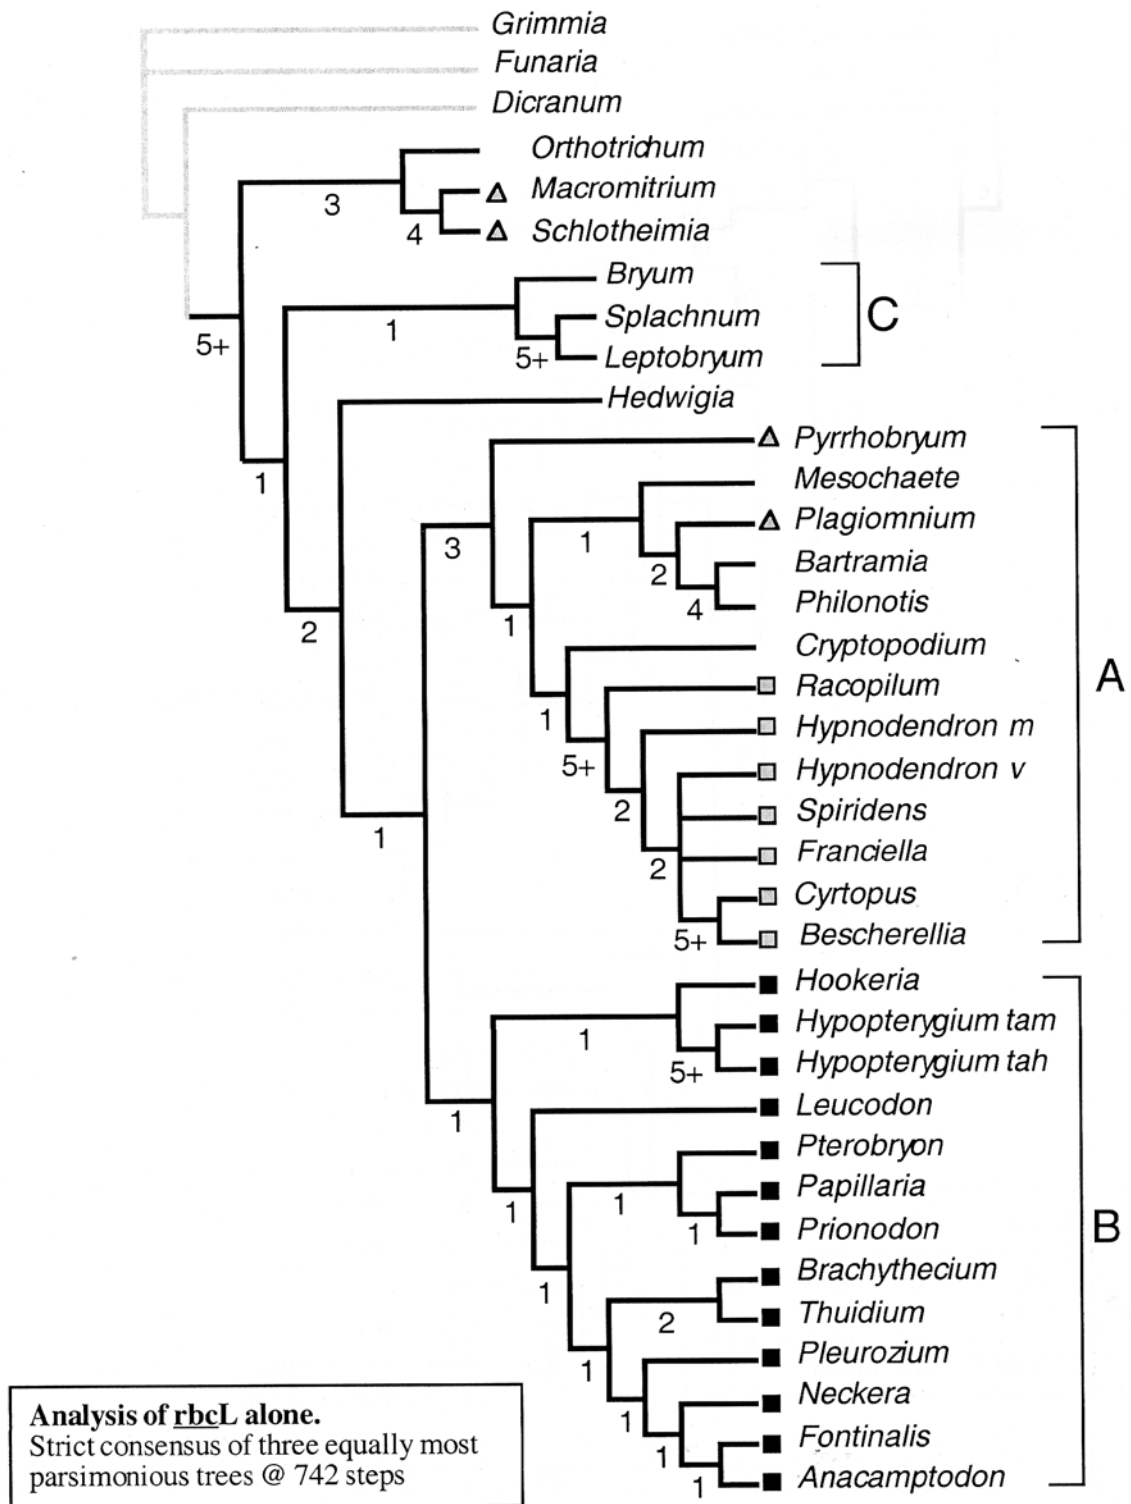 Grimmia
Funaria
Dicranum
Orthotrichum
3
Macromitrium
4
Schlotheimia
Bryum
1
C
Splachnum
5+
5+
Leptobryum
Hedwigia
Pyrrhobryum
1
Mesochaete
3
1
Plagiomnium
2
Bartramia
4
Philonotis
2
1
Cryptopodium
A
Racopilum
1
Hypnodendron m
5+
Hypnodendron v
2
Spiridens
1
Franciella
2
Cyrtopus
5+
Bescherellia
Hookeria
1
Hypopterygium tam
5+
Hypopterygium tah
1
Leucodon
Pterobryon
1
1
Papillaria
1
Prionodon
B
Brachythecium
1
2
Thuidium
1
Pleurozium
1
Neckera
1
Fontinalis
1
Anacamptodon
Analysis of rbcL alone.
Strict consensus of three equally most
parsimonious trees @ 742 steps